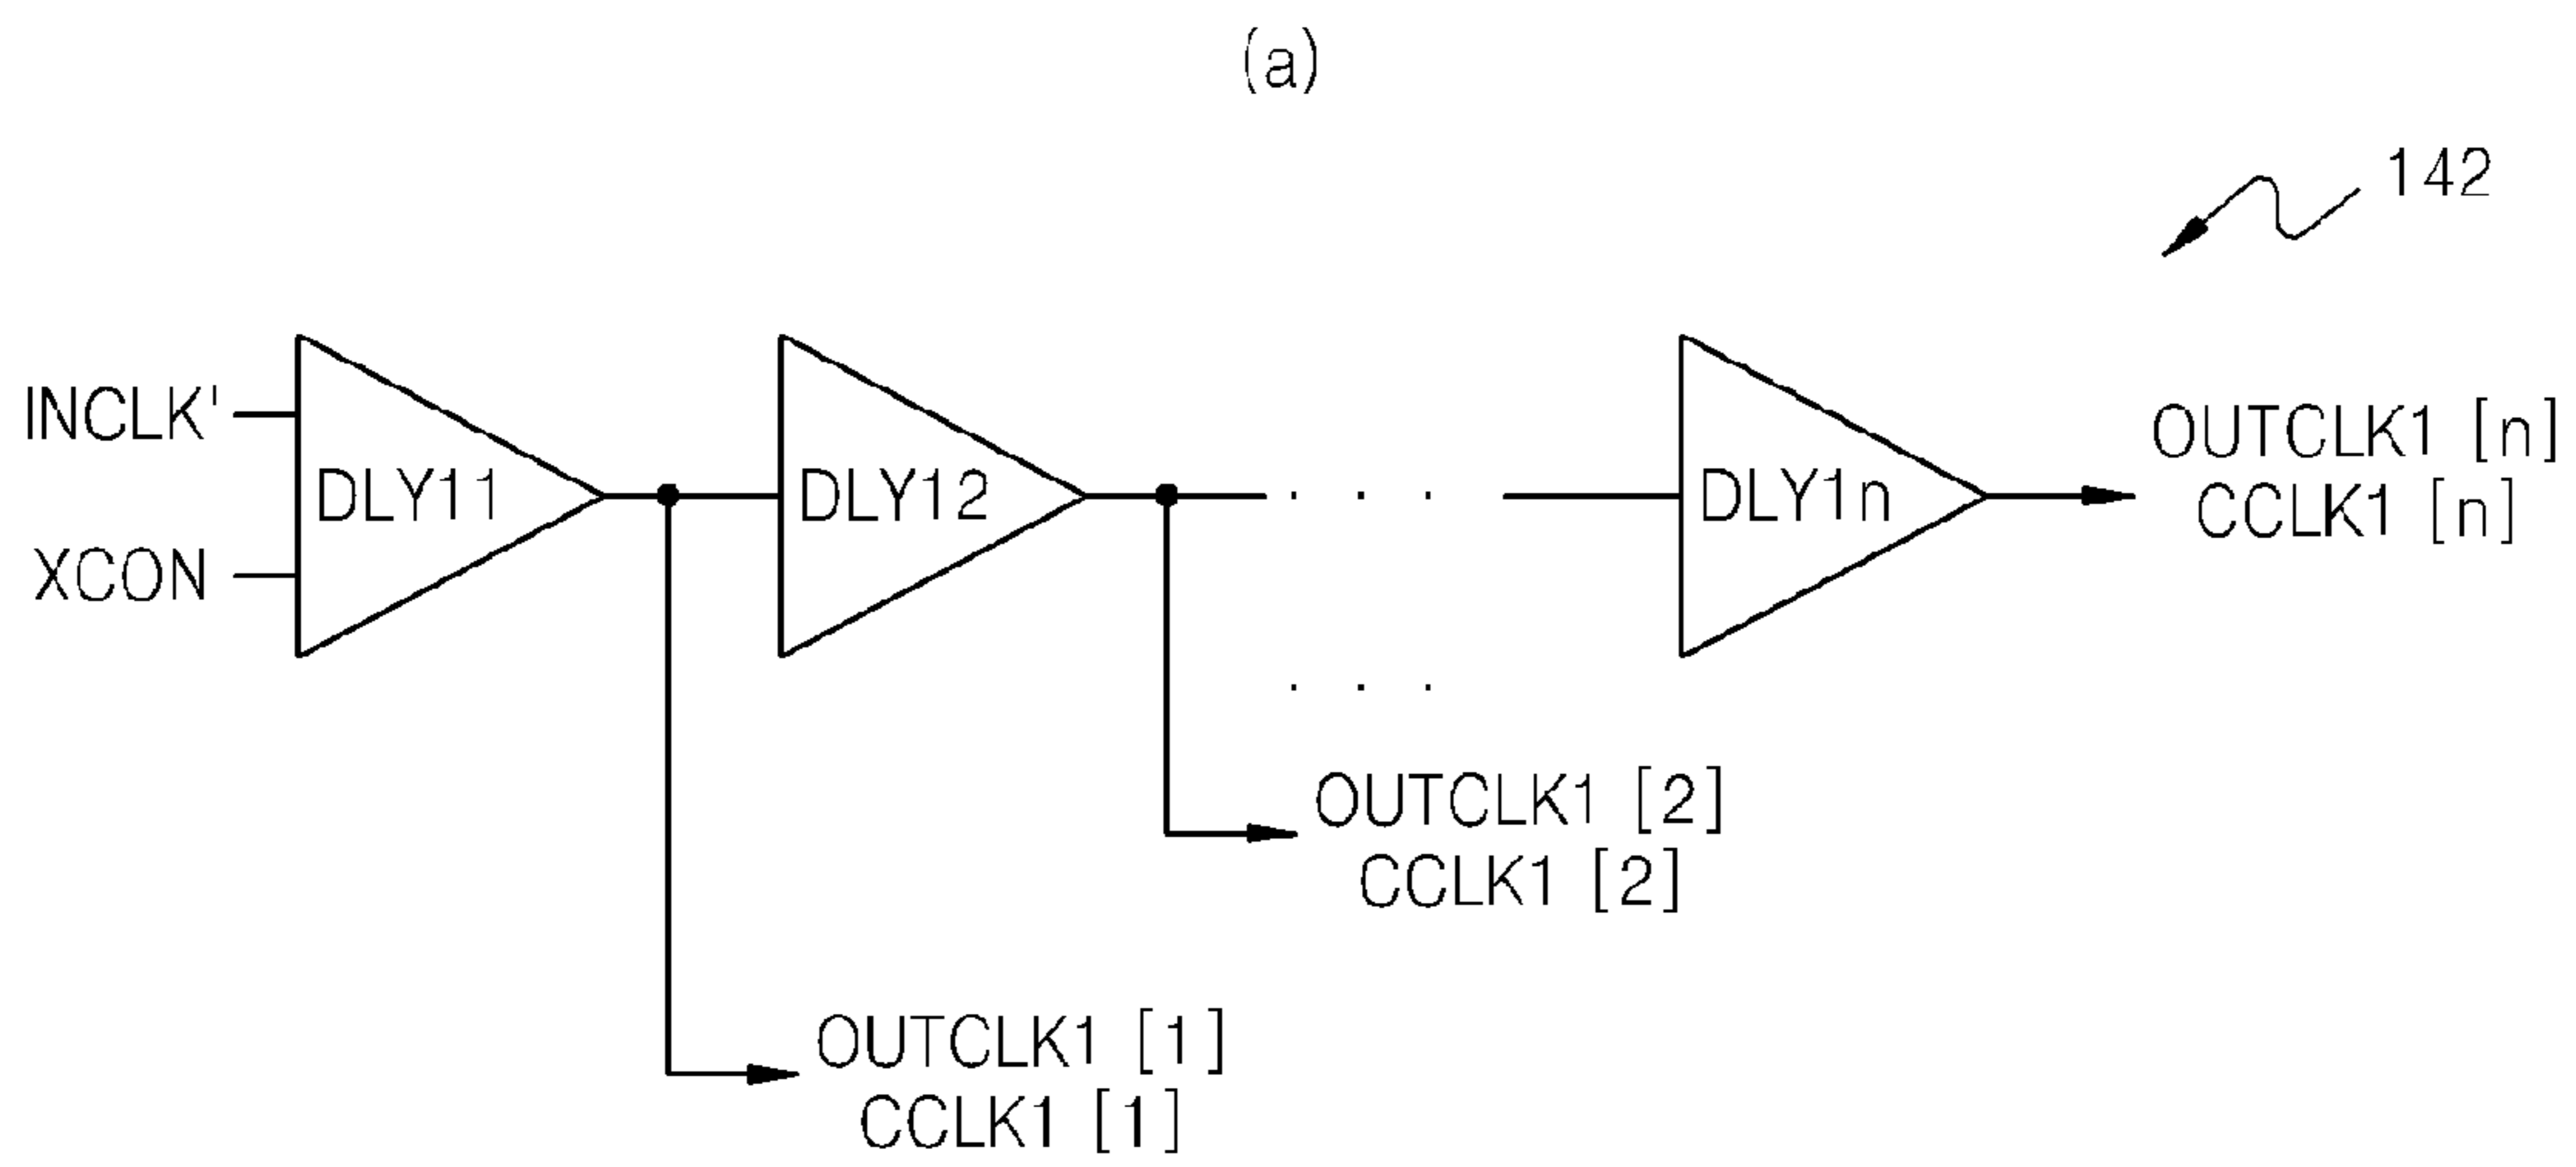 (a)
142
INCLK'
XCON
DLY11
DLY12
DLY1n
OUTCLK1 [n]
CCLK1 [n]
OUTCLK1 [2]
CCLK1 [2]
OUTCLK1 [1]
CCLK1 [1]